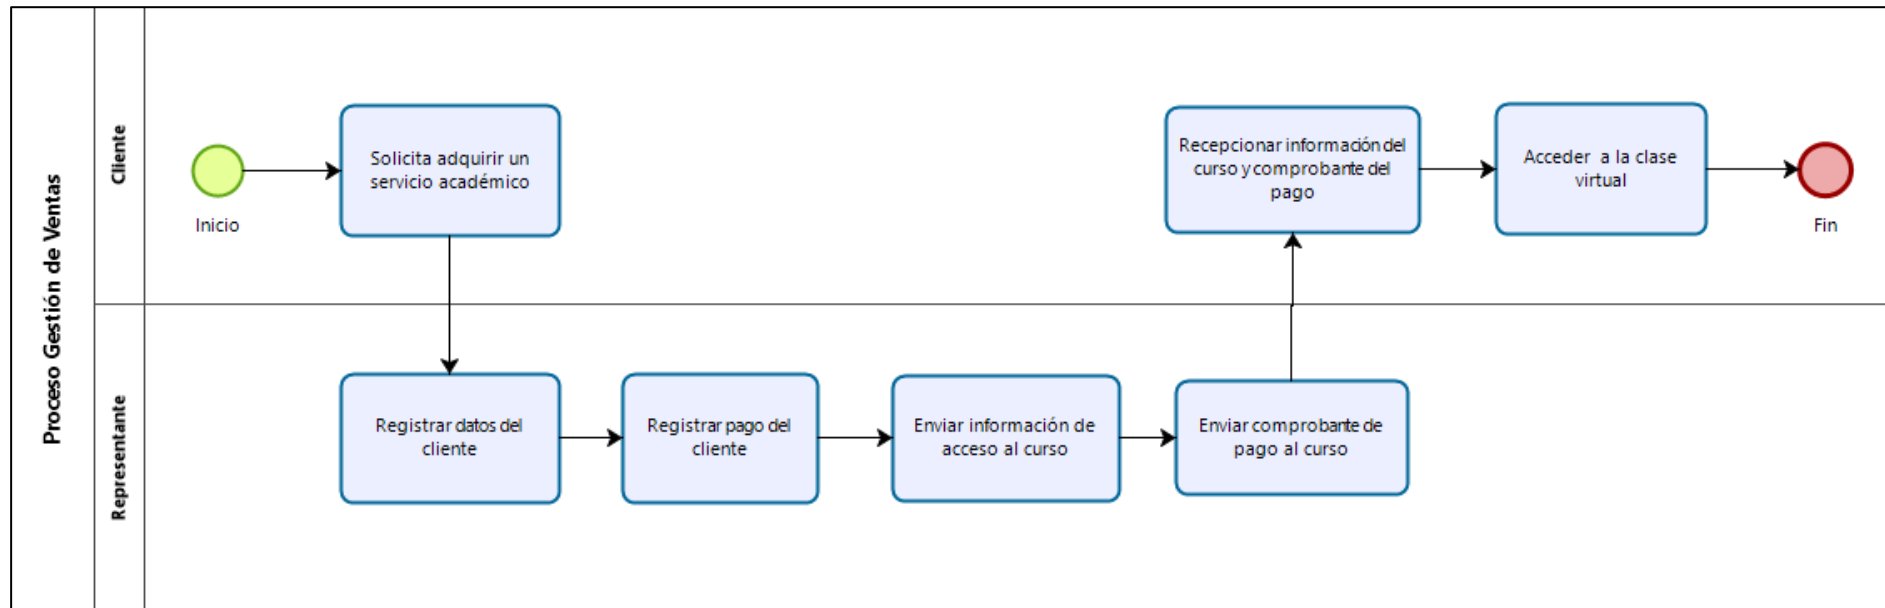 Proceso Gestión de Ventas
Cliente
Inicio
Solicita adquirir un
servicio académico
Recepcionar información del
curso y comprobante del
pago
Acceder a la clase
virtual
Fin
Representante
Registrar datos del
cliente
Registrar pago del
cliente
Enviar información de
acceso al curso
Enviar comprobante de
pago al curso